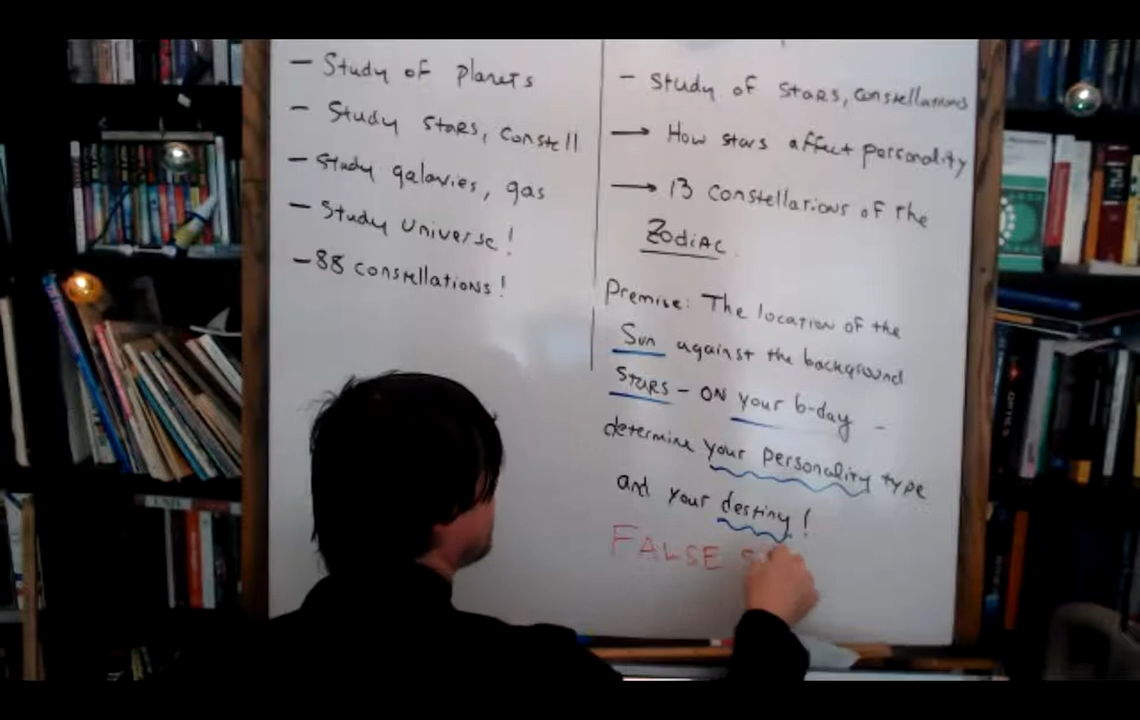 - Study of planets
- Study stars, constell
- Study galaxies, gas
- Study Universe!
- 88 constellations!
- Study of stars, constellations
→ How stars affect personality
→ 13 constellations of the
Zodiac.
Premise: The location of the
Sun against the background
Stars - ON your b-day -
determine your personality type
and your destiny!
FALSE